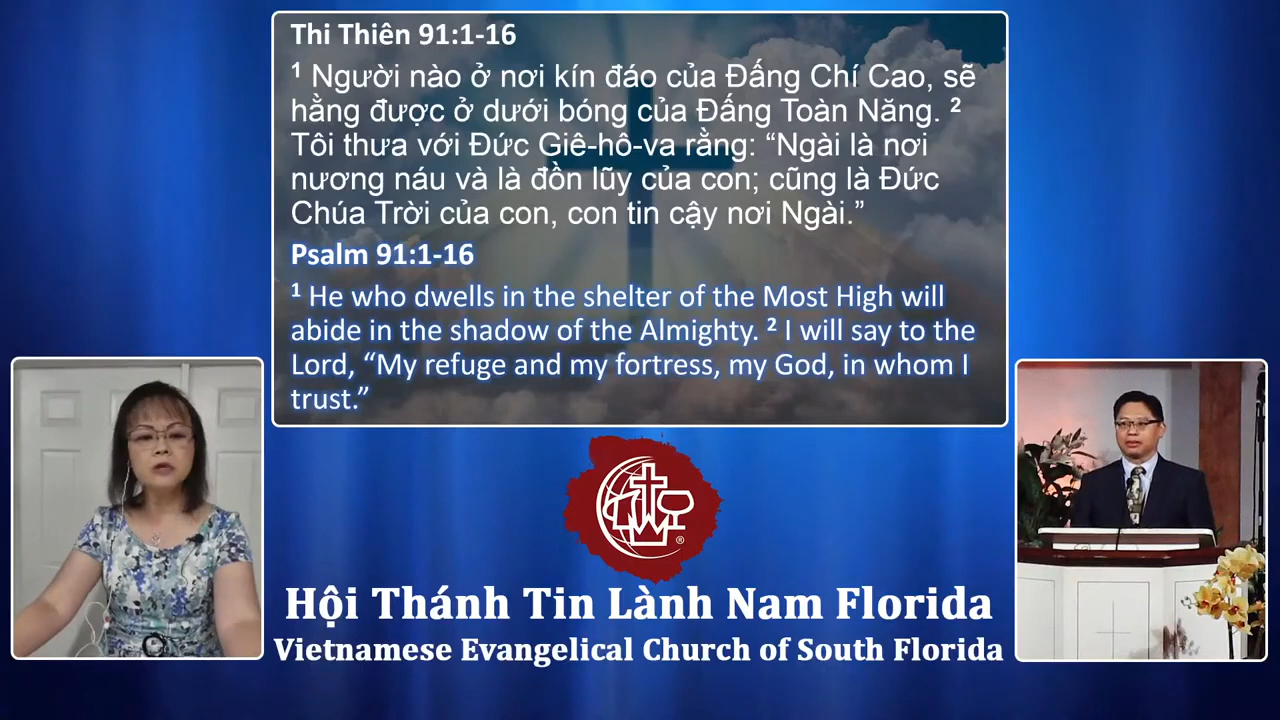 Thi Thiên 91:1-16
¹ Người nào ở nơi kín đáo của Đấng Chí Cao, sẽ
hằng được ở dưới bóng của Đấng Toàn Năng. ²
Tôi thưa với Đức Giê-hô-va rằng: “Ngài là nơi
nương náu và là đồn lũy của con; cũng là Đức
Chúa Trời của con, con tin cậy nơi Ngài.”
Psalm 91:1-16
¹ He who dwells in the shelter of the Most High will
abide in the shadow of the Almighty. ² I will say to the
Lord, “My refuge and my fortress, my God, in whom I
trust.”
®
Hội Thánh Tin Lành Nam Florida
Vietnamese Evangelical Church of South Florida